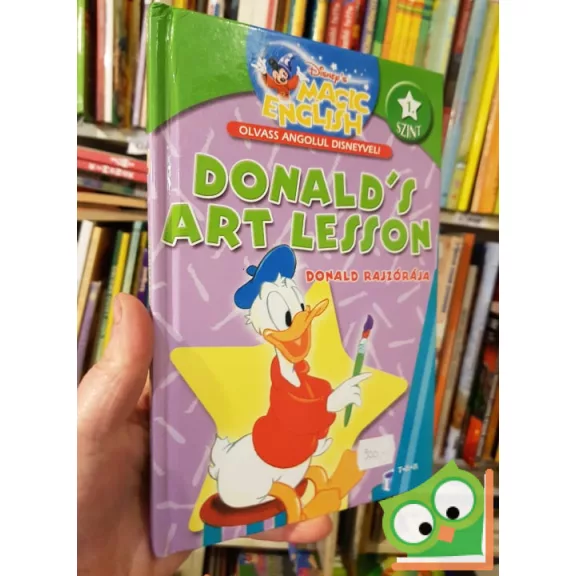 Disney's
MAGIC
ENGLISH
OLVASS ANGOLUL DISNEYVEL!
1.
SZINT
DONALD'S
ART LESSON
DONALD RAJZÓRÁJA